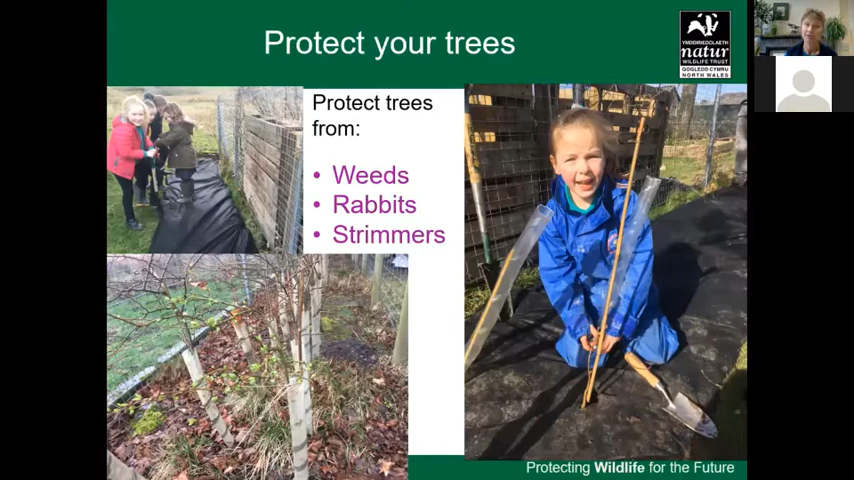 Protect your trees
YMDDIRIEDOLAETH
natur
WILDLIFE TRUST
GOGLEDD CYMRU
NORTH WALES
Protect trees
from:
• Weeds
• Rabbits
• Strimmers
Protecting Wildlife for the Future